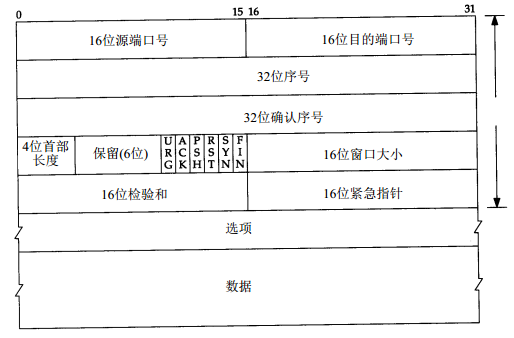 0 15 16 31
16位源端口号 16位目的端口号
32位序号
32位确认序号
4位首部长度 保留(6位) URG ACK PSH RST SYN FIN 16位窗口大小
16位检验和 16位紧急指针
选项
数据